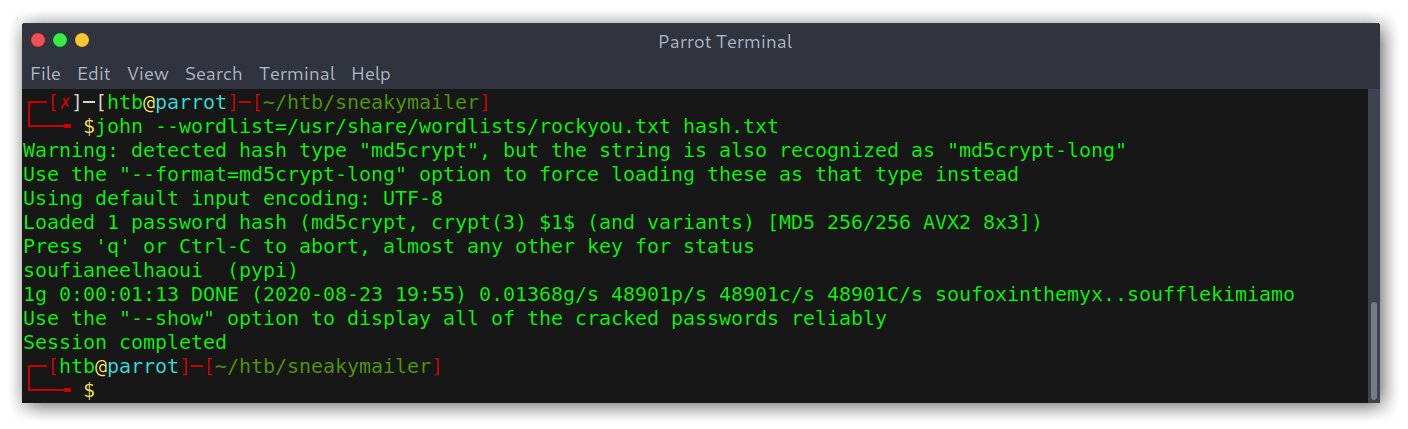 Parrot Terminal
File Edit View Search Terminal Help
┌─[✗]─[htb@parrot]─[~/htb/sneakymailer]
└──╼ $john --wordlist=/usr/share/wordlists/rockyou.txt hash.txt
Warning: detected hash type "md5crypt", but the string is also recognized as "md5crypt-long"
Use the "--format=md5crypt-long" option to force loading these as that type instead
Using default input encoding: UTF-8
Loaded 1 password hash (md5crypt, crypt(3) $1$ (and variants) [MD5 256/256 AVX2 8x3])
Press 'q' or Ctrl-C to abort, almost any other key for status
soufianeelhaoui  (pypi)
1g 0:00:01:13 DONE (2020-08-23 19:55) 0.01368g/s 48901p/s 48901c/s 48901C/s soufoxinthemyx..soufflekimiamo
Use the "--show" option to display all of the cracked passwords reliably
Session completed
┌─[htb@parrot]─[~/htb/sneakymailer]
└──╼ $